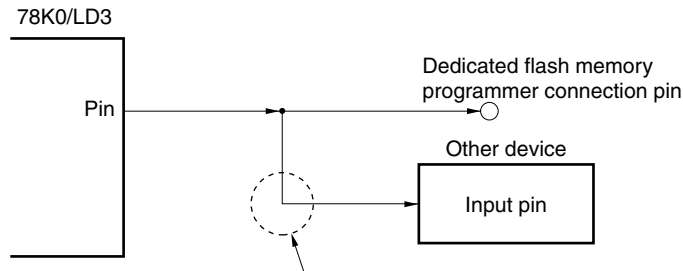 78K0/LD3
Dedicated flash memory
programmer connection pin
Pin
Other device
Input pin